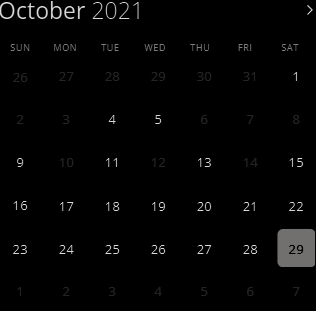 October 2021
SUN MON TUE WED THU FRI SAT
26 27 28 29 30 31 1
2 3 4 5 6 7 8
9 10 11 12 13 14 15
16 17 18 19 20 21 22
23 24 25 26 27 28 29
1 2 3 4 5 6 7